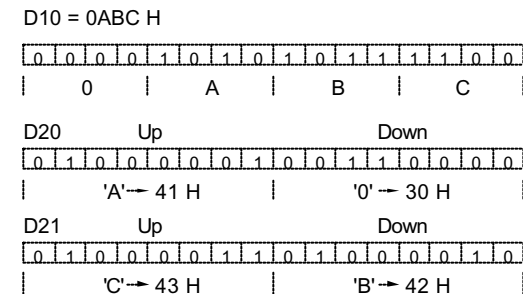 D10 = 0ABC H
0 0 0 0 1 0 1 0 1 0 1 1 1 1 0 0
0 A B C
D20 Up Down
0 1 0 0 0 0 0 1 0 0 1 1 0 0 0 0
'A'→ 41 H '0'→ 30 H
D21 Up Down
0 1 0 0 0 0 1 1 0 1 0 0 0 0 1 0
'C'→ 43 H 'B'→ 42 H